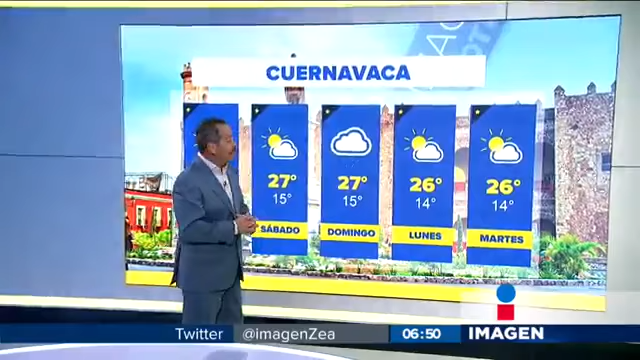 CUERNAVACA
27° 27° 26° 26°
15° 15° 14° 14°
SÁBADO DOMINGO LUNES MARTES
Twitter @imagenZea 06:50 IMAGEN